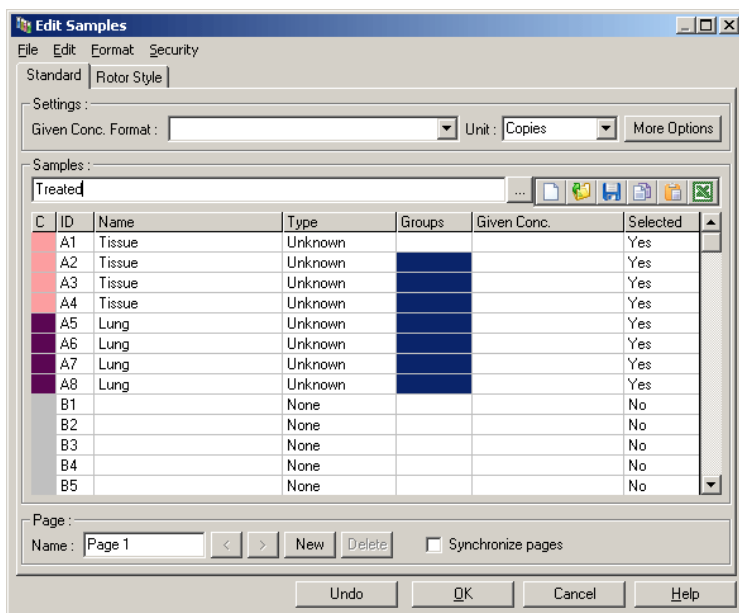 Edit Samples
File Edit Format Security
Standard Rotor Style
Settings :
Given Conc. Format : Unit : Copies More Options
Samples :
Treated ...
C ID Name Type Groups Given Conc. Selected
A1 Tissue Unknown Yes
A2 Tissue Unknown Yes
A3 Tissue Unknown Yes
A4 Tissue Unknown Yes
A5 Lung Unknown Yes
A6 Lung Unknown Yes
A7 Lung Unknown Yes
A8 Lung Unknown Yes
B1 None No
B2 None No
B3 None No
B4 None No
B5 None No
Page :
Name : Page 1 < > New Delete Synchronize pages
Undo OK Cancel Help